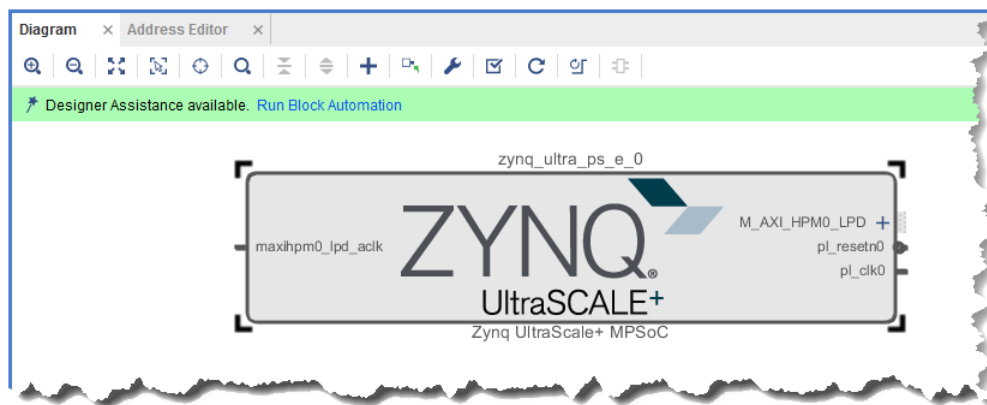 Diagram × Address Editor ×
Designer Assistance available. Run Block Automation
zynq_ultra_ps_e_0
M_AXI_HPM0_LPD
maxihpm0_lpd_aclk
pl_resetn0
pl_clk0
ZYNQ®
UltraSCALE+
Zynq UltraScale+ MPSoC